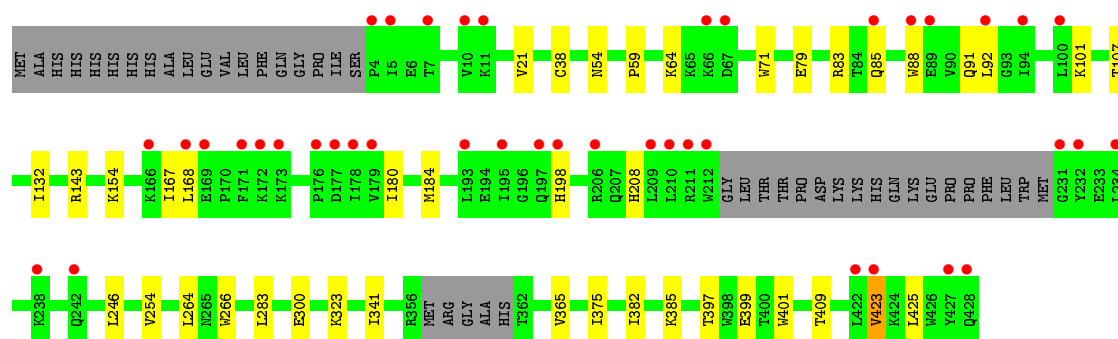 MET ALA HIS HIS HIS HIS HIS HIS ALA LEU GLU VAL LEU PHE GLN GLY PRO ILE SER P4 I5 E6 T7 V10 K11 V21 C38 N54 P59 K64 K65 K66 D67 W71 E79 R83 T84 Q85 W88 E89 V90 Q91 L92 G93 I94 L100 K101 T107
I132 R143 K154 K166 I167 L168 E169 P170 F171 K172 K173 P176 D177 I178 V179 I180 M184 L193 E194 I195 G196 Q197 H198 R206 Q207 H208 L209 L210 R211 W212 GLY LEU THR THR PRO ASP LYS LYS HIS GLN LYS GLU PRO PRO PHE LEU TRP MET G231 Y232 E233 L234
K238 Q242 L246 V254 L264 N265 W266 L283 E300 K323 I341 R356 MET ARG GLY ALA HIS T362 V365 I375 I382 K385 T397 W398 E399 T400 W401 T409 L422 V423 K424 L425 W426 Y427 Q428